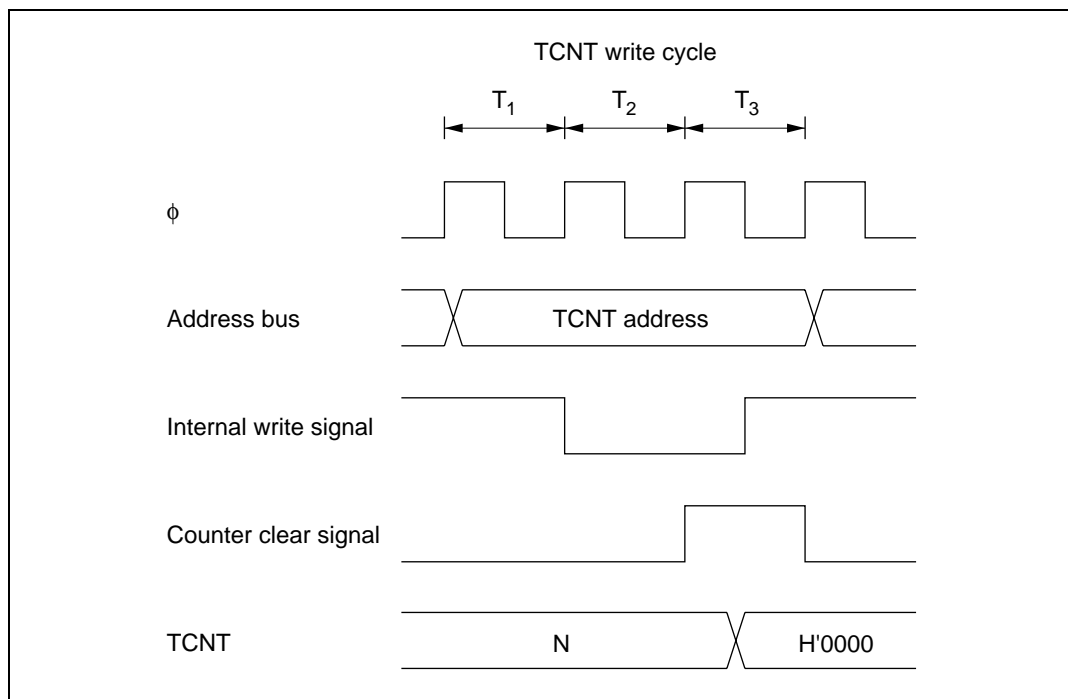 TCNT write cycle
T1 T2 T3
ϕ
Address bus TCNT address
Internal write signal
Counter clear signal
TCNT N H'0000